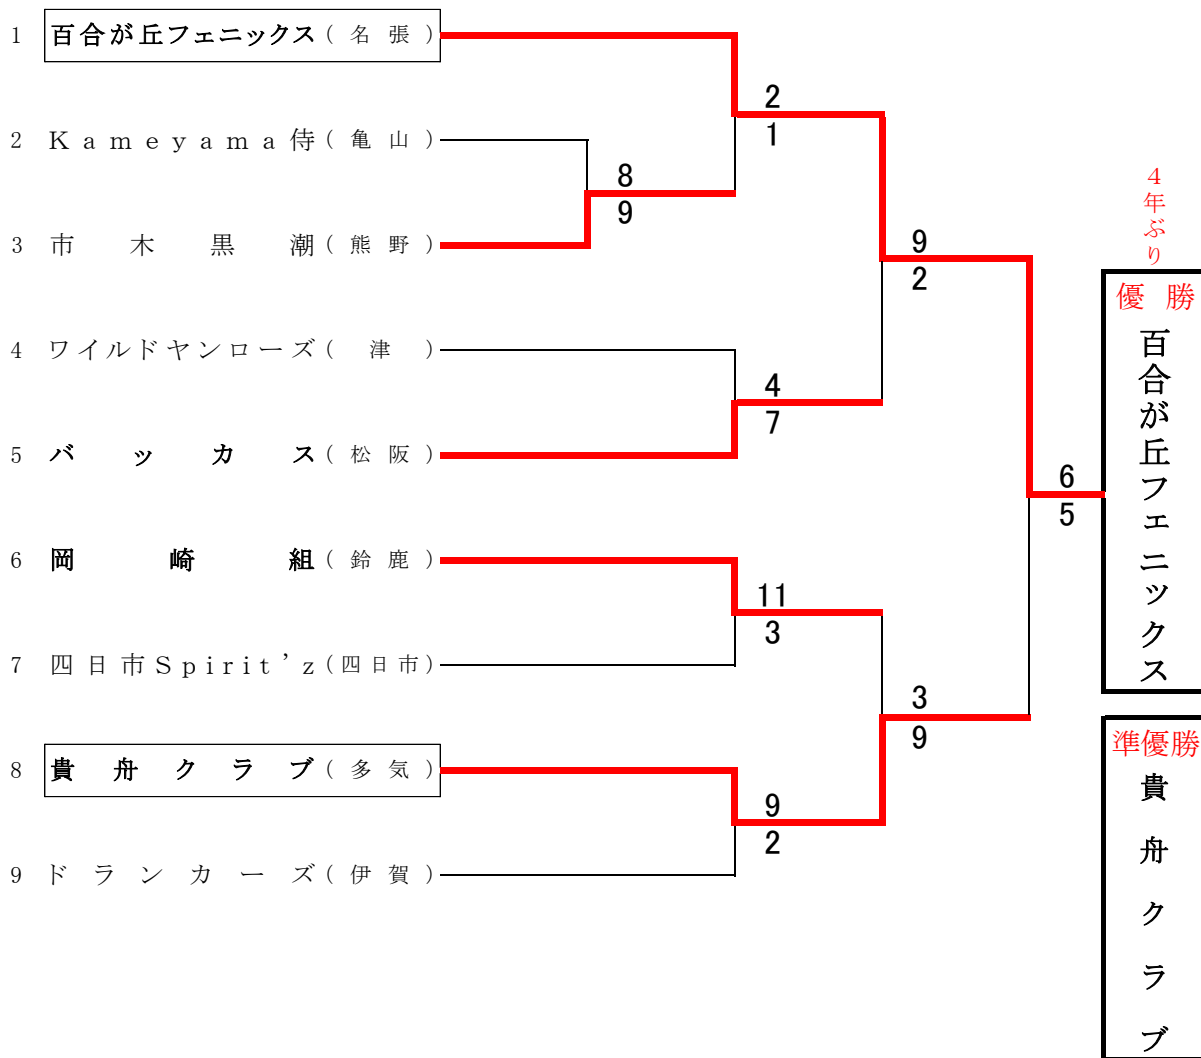 1 百合が丘フェニックス(名張)
2 Kameyama侍(亀山)
3 市木黒潮(熊野)
4 ワイルドヤンローズ(津)
5 バッカス(松阪)
6 岡崎組(鈴鹿)
7 四日市Spirit’z(四日市)
8 貴舟クラブ(多気)
9 ドランカーズ(伊賀)
8
9
2
1
4
7
11
3
9
2
9
2
3
9
6
5
4年ぶり
優勝
百合が丘フェニックス
準優勝
貴舟クラブ